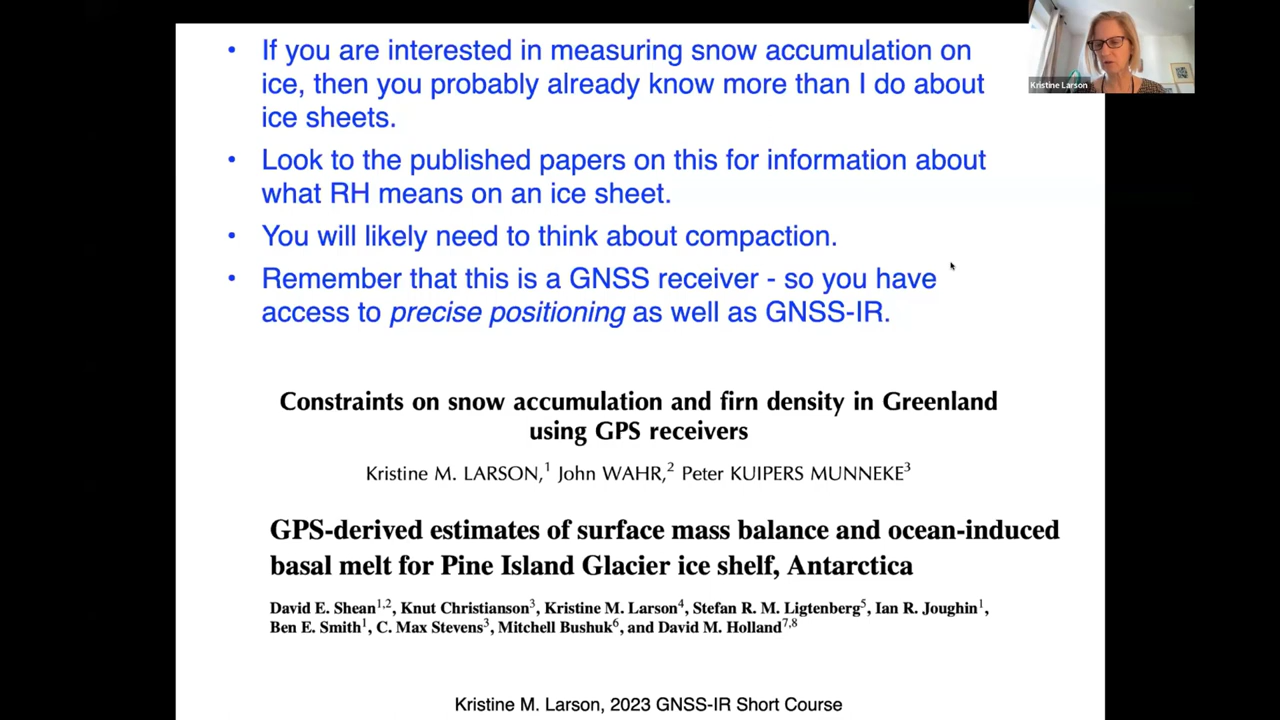 • If you are interested in measuring snow accumulation on
ice, then you probably already know more than I do about
ice sheets.
• Look to the published papers on this for information about
what RH means on an ice sheet.
• You will likely need to think about compaction.
• Remember that this is a GNSS receiver - so you have
access to precise positioning as well as GNSS-IR.
Constraints on snow accumulation and firn density in Greenland
using GPS receivers
Kristine M. LARSON,¹ John WAHR,² Peter KUIPERS MUNNEKE³
GPS-derived estimates of surface mass balance and ocean-induced
basal melt for Pine Island Glacier ice shelf, Antarctica
David E. Shean¹,², Knut Christianson³, Kristine M. Larson⁴, Stefan R. M. Ligtenberg⁵, Ian R. Joughin¹,
Ben E. Smith¹, C. Max Stevens³, Mitchell Bushuk⁶, and David M. Holland⁷,⁸
Kristine M. Larson, 2023 GNSS-IR Short Course
Kristine Larson